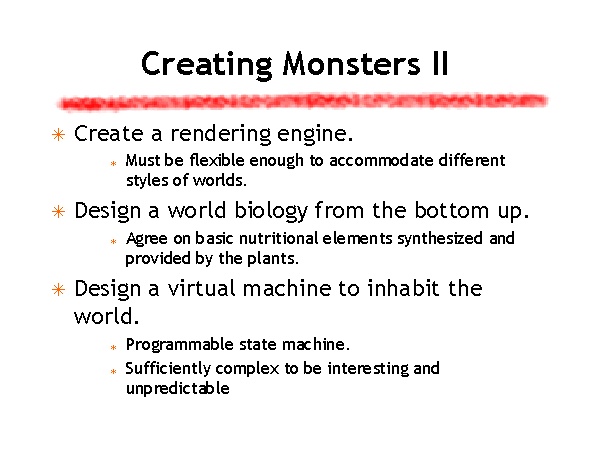 Creating Monsters II
Create a rendering engine.
Must be flexible enough to accommodate different
styles of worlds.
Design a world biology from the bottom up.
Agree on basic nutritional elements synthesized and
provided by the plants.
Design a virtual machine to inhabit the
world.
Programmable state machine.
Sufficiently complex to be interesting and
unpredictable